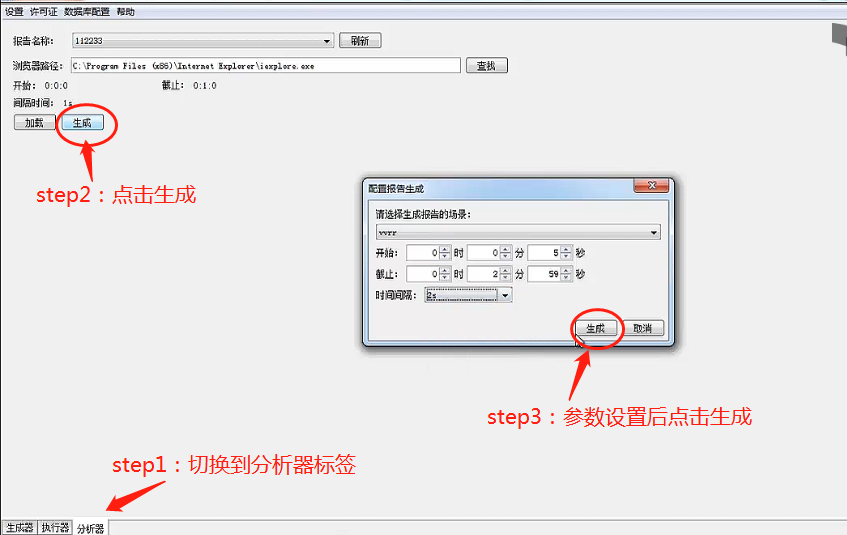 设置 许可证 数据库配置 帮助
报告名称: 112233 刷新
浏览器路径: C:\Program Files (x86)\Internet Explorer\iexplore.exe 查找
开始: 0:0:0 截止: 0:1:0
间隔时间: 1s
加载 生成
step2：点击生成
配置报告生成
请选择生成报告的场景:
vvrr
开始: 0 时 0 分 5 秒
截止: 0 时 2 分 59 秒
时间间隔: 2s
生成 取消
step3：参数设置后点击生成
step1：切换到分析器标签
生成器 执行器 分析器